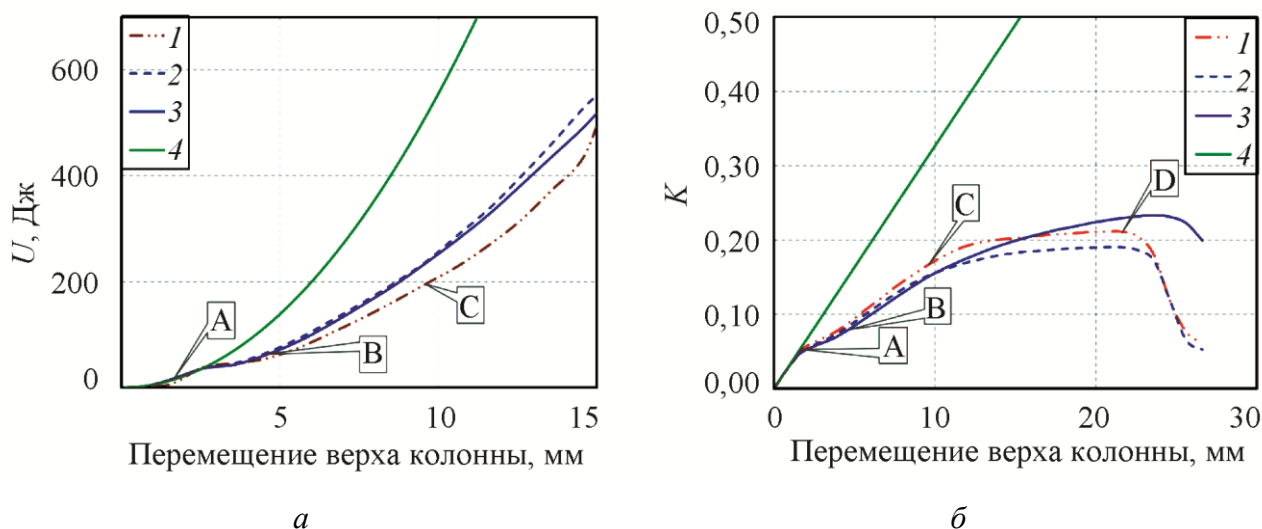 U, Дж
600
400
200
0
1
2
3
4
A
B
C
5
10
15
Перемещение верха колонны, мм
а
K
0,50
0,40
0,30
0,20
0,10
0,00
1
2
3
4
C
D
B
A
0
10
20
30
Перемещение верха колонны, мм
б